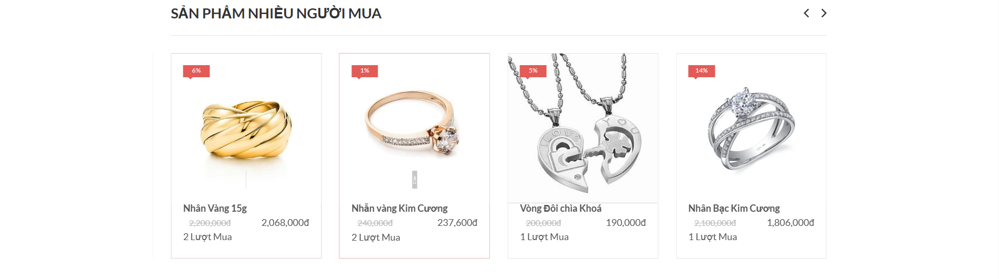 SẢN PHẨM NHIỀU NGƯỜI MUA
6%
1%
5%
14%
I LOVE
YOU
Nhân Vàng 15g
2,200,000đ 2,068,000đ
2 Lượt Mua
Nhẫn vàng Kim Cương
240,000đ 237,600đ
2 Lượt Mua
Vòng Đôi chìa Khoá
200,000đ 190,000đ
1 Lượt Mua
Nhân Bạc Kim Cương
2,100,000đ 1,806,000đ
1 Lượt Mua